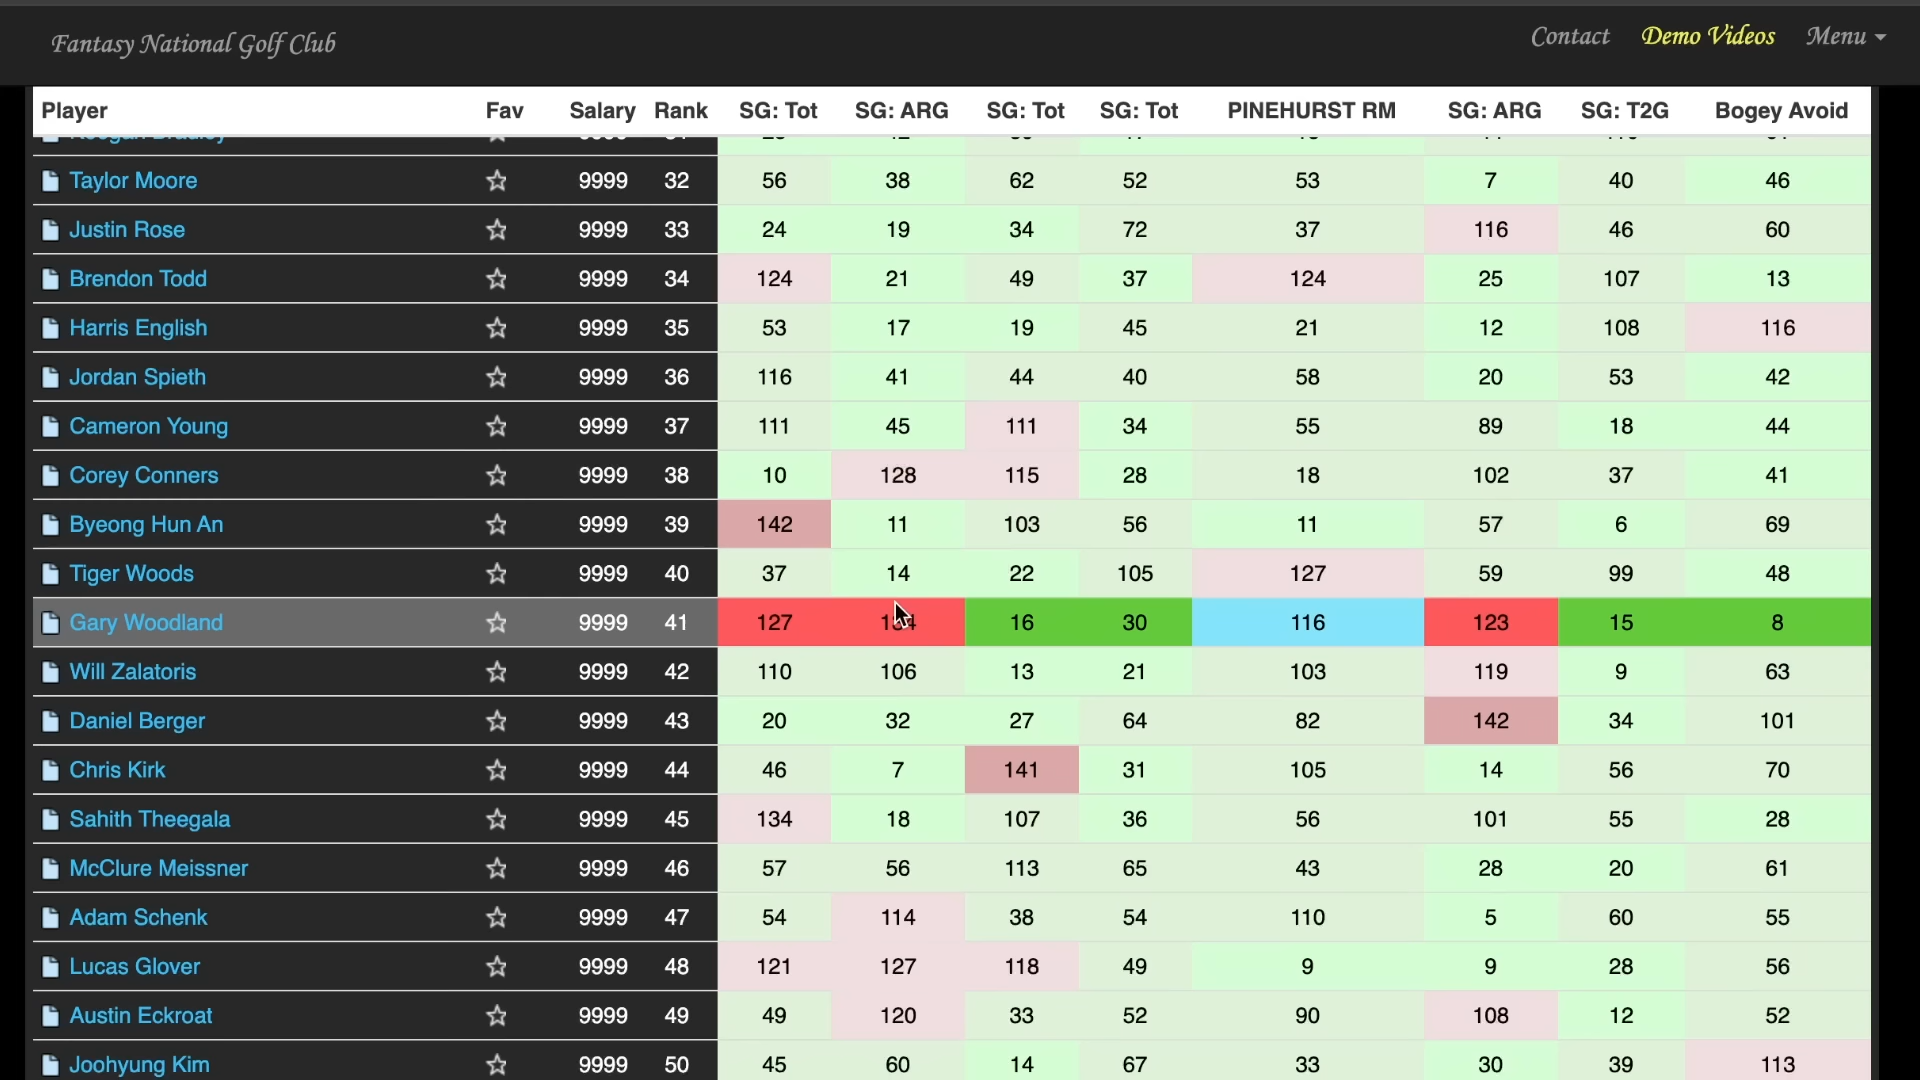 Fantasy National Golf Club Contact Demo Videos Menu
Player Fav Salary Rank SG: Tot SG: ARG SG: Tot SG: Tot PINEHURST RM SG: ARG SG: T2G Bogey Avoid
Taylor Moore 9999 32 56 38 62 52 53 7 40 46
Justin Rose 9999 33 24 19 34 72 37 116 46 60
Brendon Todd 9999 34 124 21 49 37 124 25 107 13
Harris English 9999 35 53 17 19 45 21 12 108 116
Jordan Spieth 9999 36 116 41 44 40 58 20 53 42
Cameron Young 9999 37 111 45 111 34 55 89 18 44
Corey Conners 9999 38 10 128 115 28 18 102 37 41
Byeong Hun An 9999 39 142 11 103 56 11 57 6 69
Tiger Woods 9999 40 37 14 22 105 127 59 99 48
Gary Woodland 9999 41 127 16 30 116 123 15 8
Will Zalatoris 9999 42 110 106 13 21 103 119 9 63
Daniel Berger 9999 43 20 32 27 64 82 142 34 101
Chris Kirk 9999 44 46 7 141 31 105 14 56 70
Sahith Theegala 9999 45 134 18 107 36 56 101 55 28
McClure Meissner 9999 46 57 56 113 65 43 28 20 61
Adam Schenk 9999 47 54 114 38 54 110 5 60 55
Lucas Glover 9999 48 121 127 118 49 9 9 28 56
Austin Eckroat 9999 49 49 120 33 52 90 108 12 52
Joohyung Kim 9999 50 45 60 14 67 33 30 39 113